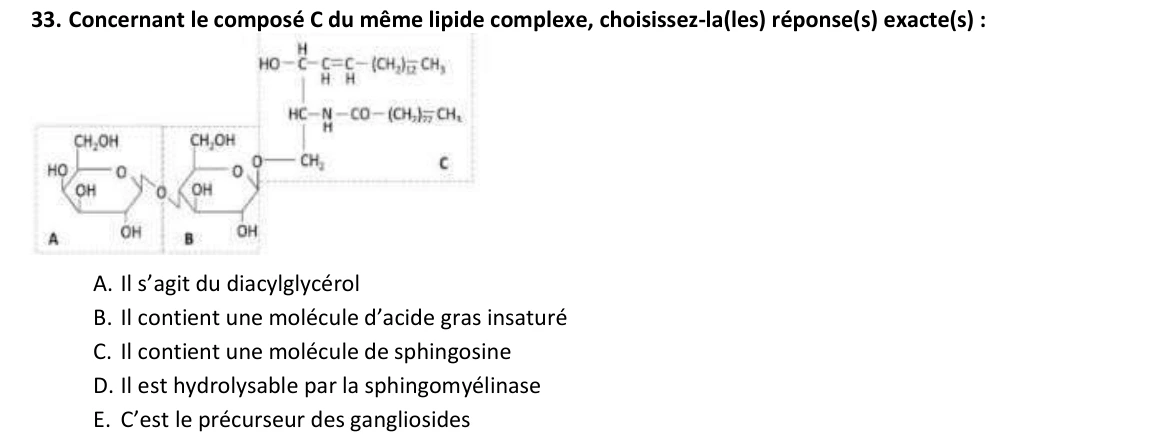 33. Concernant le composé C du même lipide complexe, choisissez-la(les) réponse(s) exacte(s) :
H
HO-C-C=C-(CH₂)₁₂CH₃
H H
HC-N-CO-(CH₂) CH₃
H
CH₂OH CH₂OH O CH₂ C
HO O O
OH O OH
A OH B OH
A. Il s’agit du diacylglycérol
B. Il contient une molécule d’acide gras insaturé
C. Il contient une molécule de sphingosine
D. Il est hydrolysable par la sphingomyélinase
E. C’est le précurseur des gangliosides